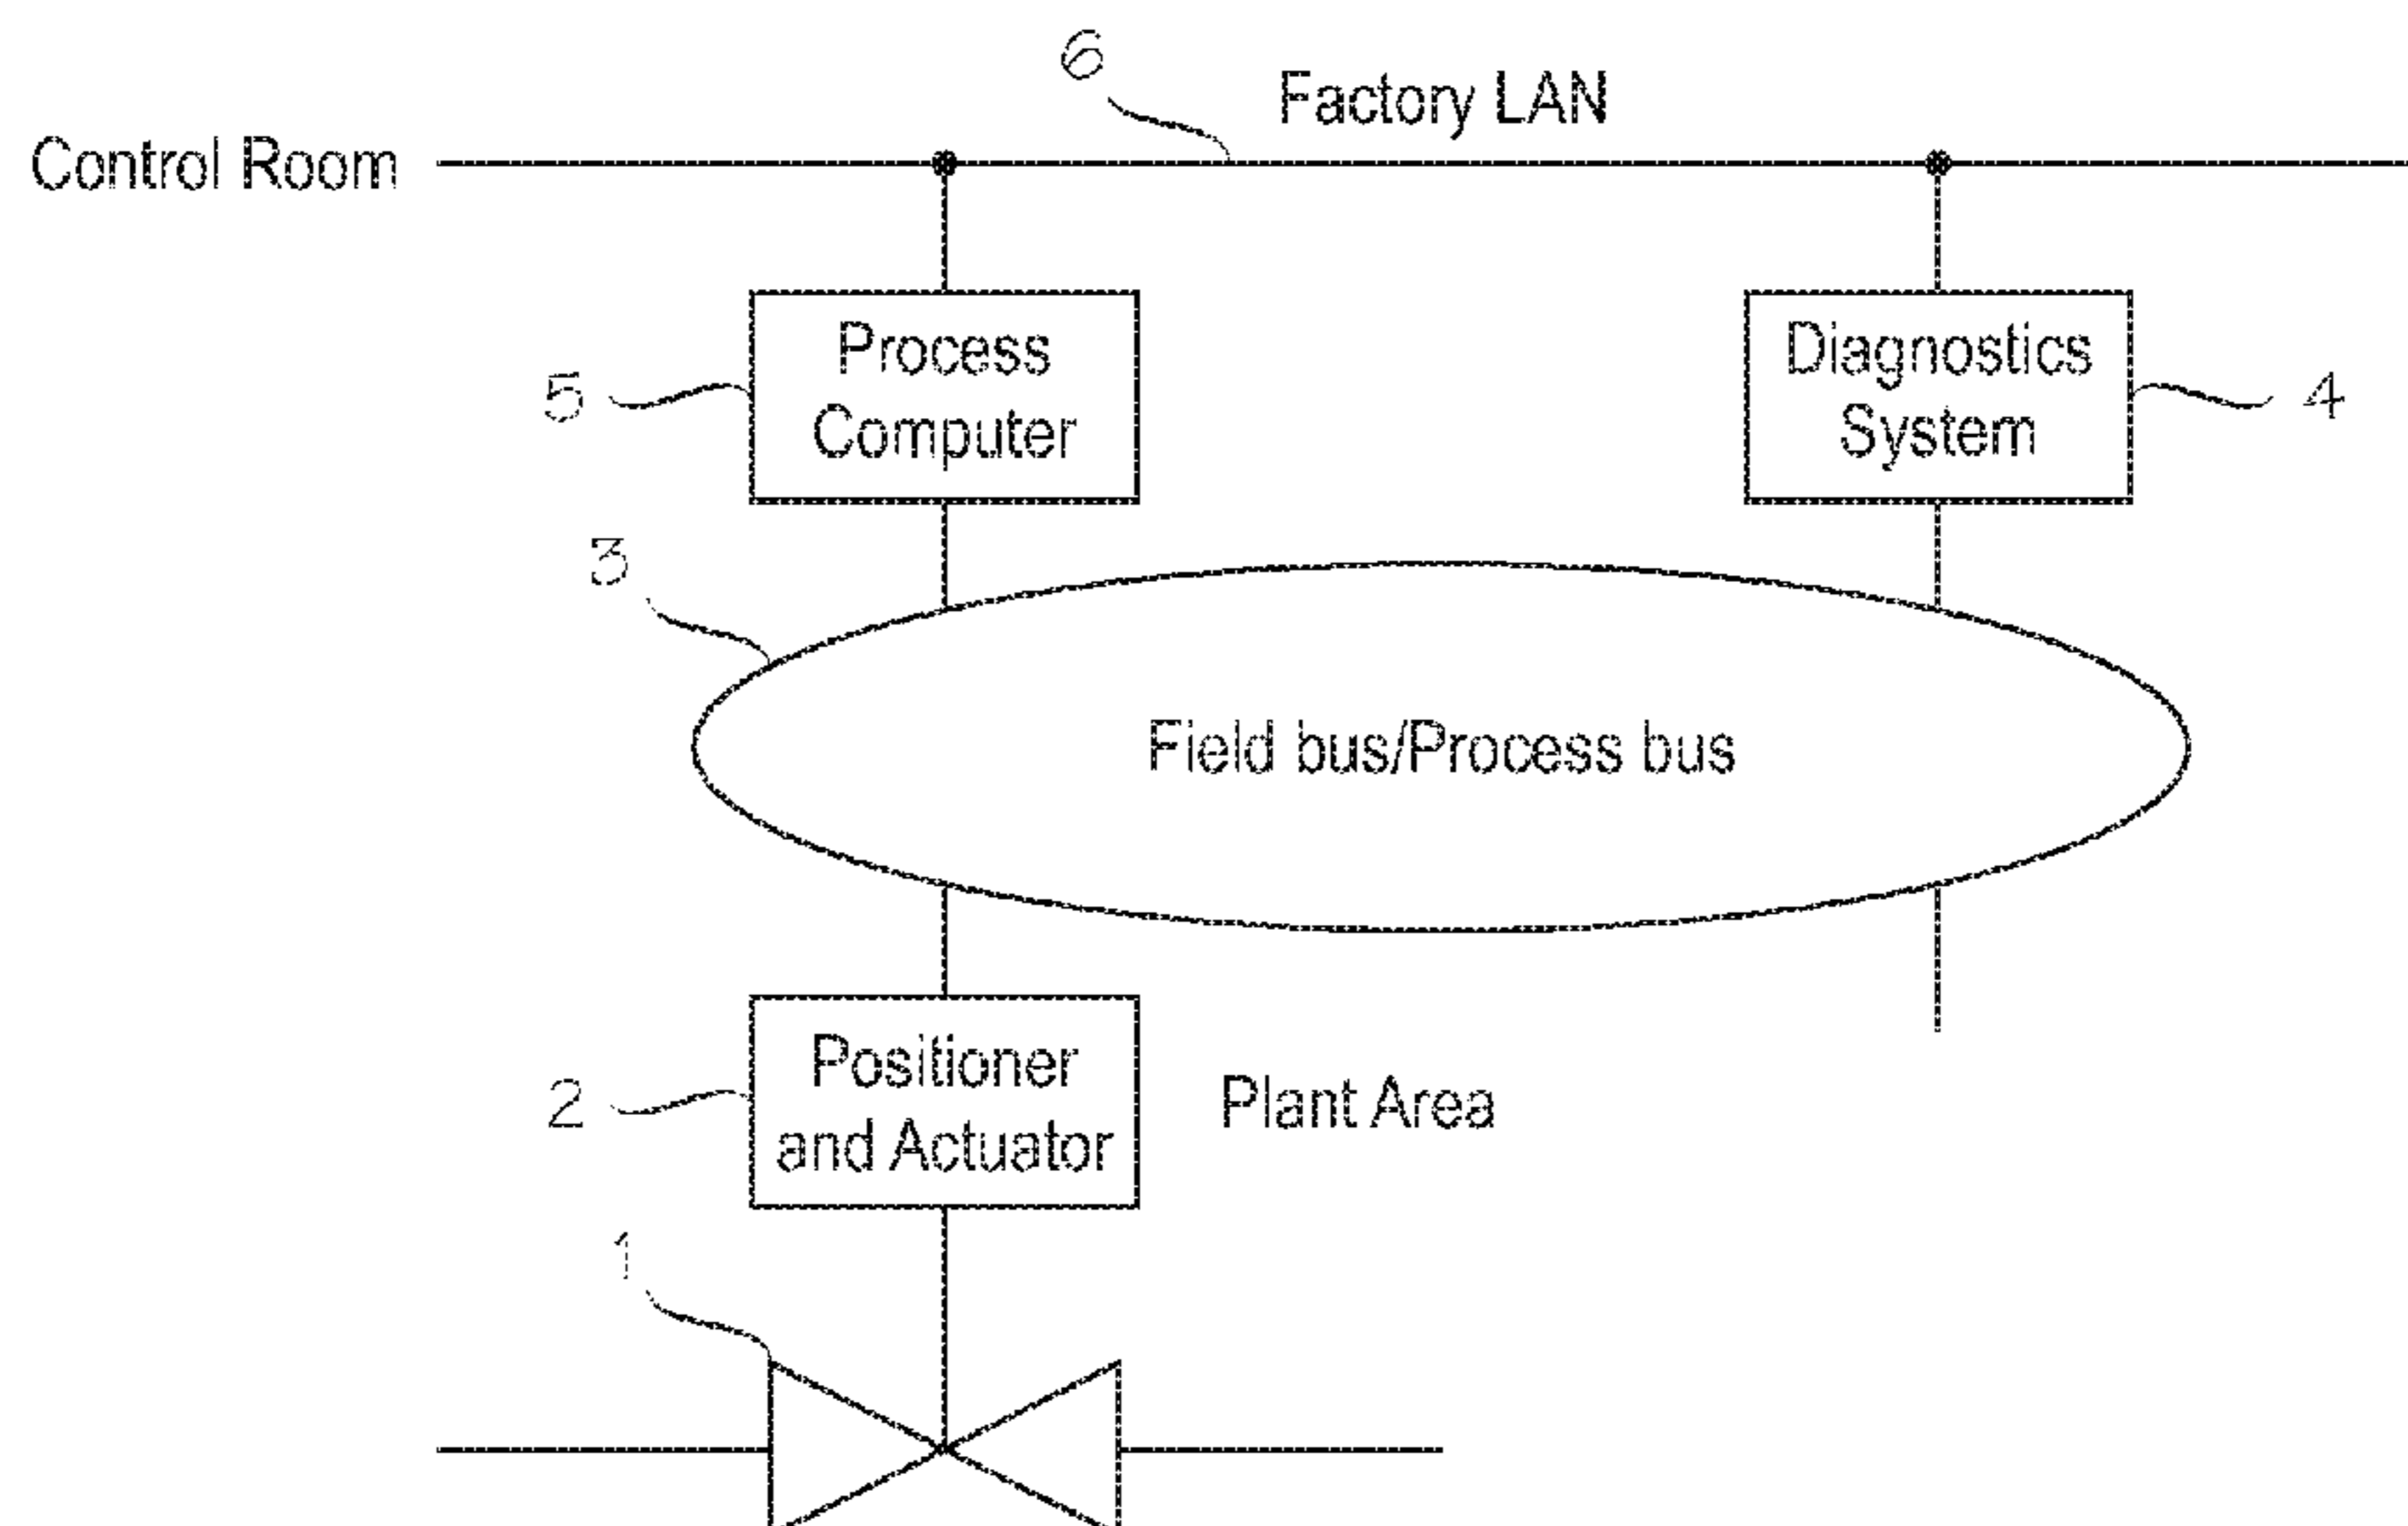 6
Factory LAN
Control Room
Process
Computer
5
Diagnostics
System
4
3
Field bus/Process bus
Positioner
and Actuator
2
Plant Area
1